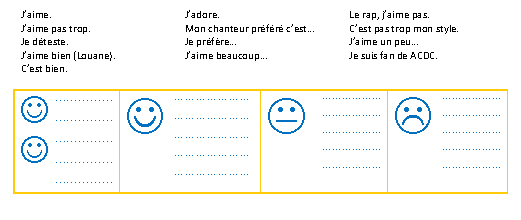 J'aime.
J'aime pas trop.
Je déteste.
J'aime bien (Louane).
C'est bien.
J'adore.
Mon chanteur préféré c'est...
Je préfère...
J'aime beaucoup...
Le rap, j'aime pas.
C'est pas trop mon style.
J'aime un peu...
Je suis fan de ACDC.